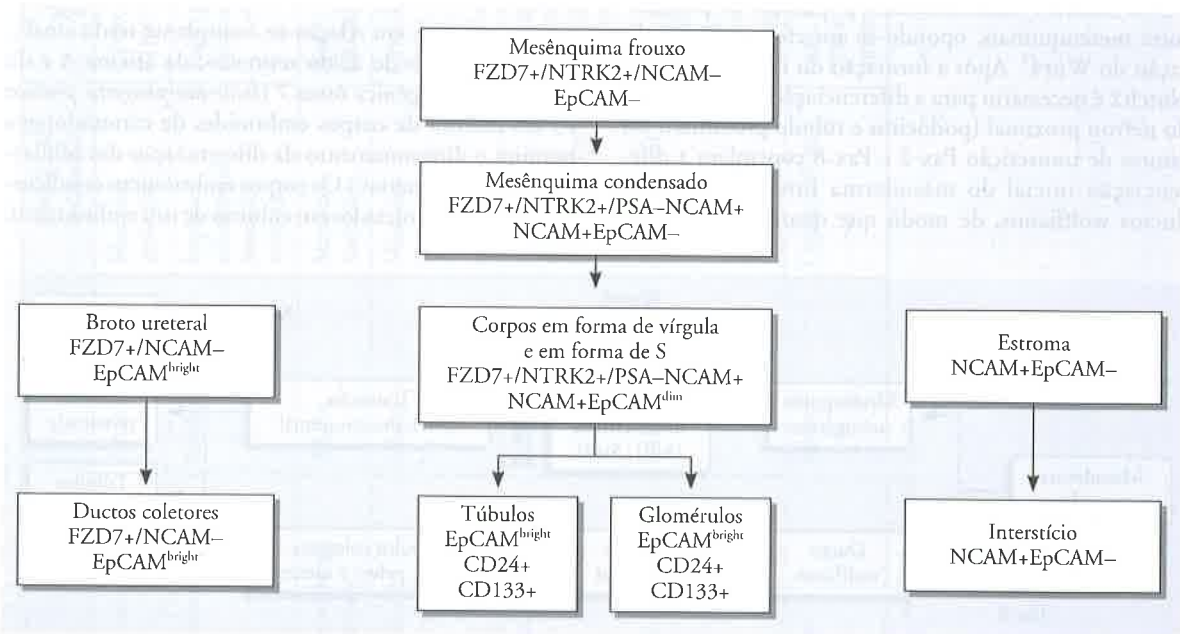 Mesênquima frouxo
FZD7+/NTRK2+/NCAM–
EpCAM–
Mesênquima condensado
FZD7+/NTRK2+/PSA–NCAM+
NCAM+EpCAM–
Broto ureteral
FZD7+/NCAM–
EpCAMbright
Corpos em forma de vírgula
e em forma de S
FZD7+/NTRK2+/PSA–NCAM+
NCAM+EpCAMdim
Estroma
NCAM+EpCAM–
Ductos coletores
FZD7+/NCAM–
EpCAMbright
Túbulos
EpCAMbright
CD24+
CD133+
Glomérulos
EpCAMbright
CD24+
CD133+
Interstício
NCAM+EpCAM–